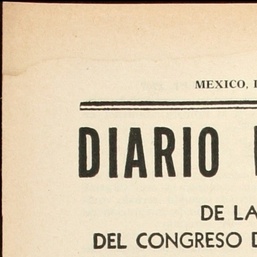 MEXICO,
DIARIO
DE LA
DEL CONGRESO D